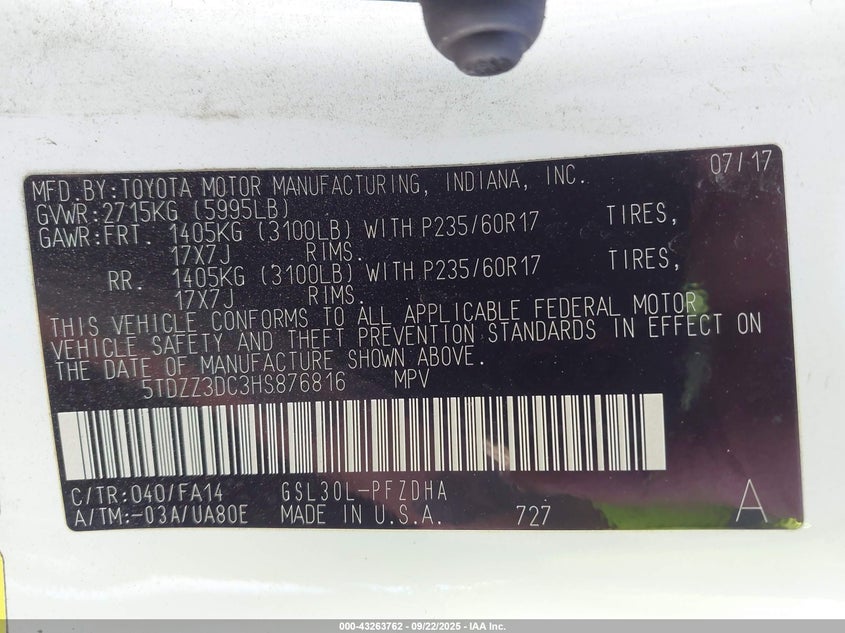 07/17
MFD.BY:TOYOTA MOTOR MANUFACTURING, INDIANA, INC.
GVWR:2715KG (5995LB)
GAWR:FRT. 1405KG (3100LB) WITH P235/60R17 TIRES,
17X7J RIMS.
RR. 1405KG (3100LB) WITH P235/60R17 TIRES,
17X7J RIMS.
THIS VEHICLE CONFORMS TO ALL APPLICABLE FEDERAL MOTOR
VEHICLE SAFETY AND THEFT PREVENTION STANDARDS IN EFFECT ON
THE DATE OF MANUFACTURE SHOWN ABOVE.
5TDZZ3DC3HS876816 MPV
C/TR:040/FA14 GSL30L-PFZDHA
A/TM:-03A/UA80E MADE IN U.S.A. 727 A
000-43263762 - 09/22/2025 - IAA Inc.